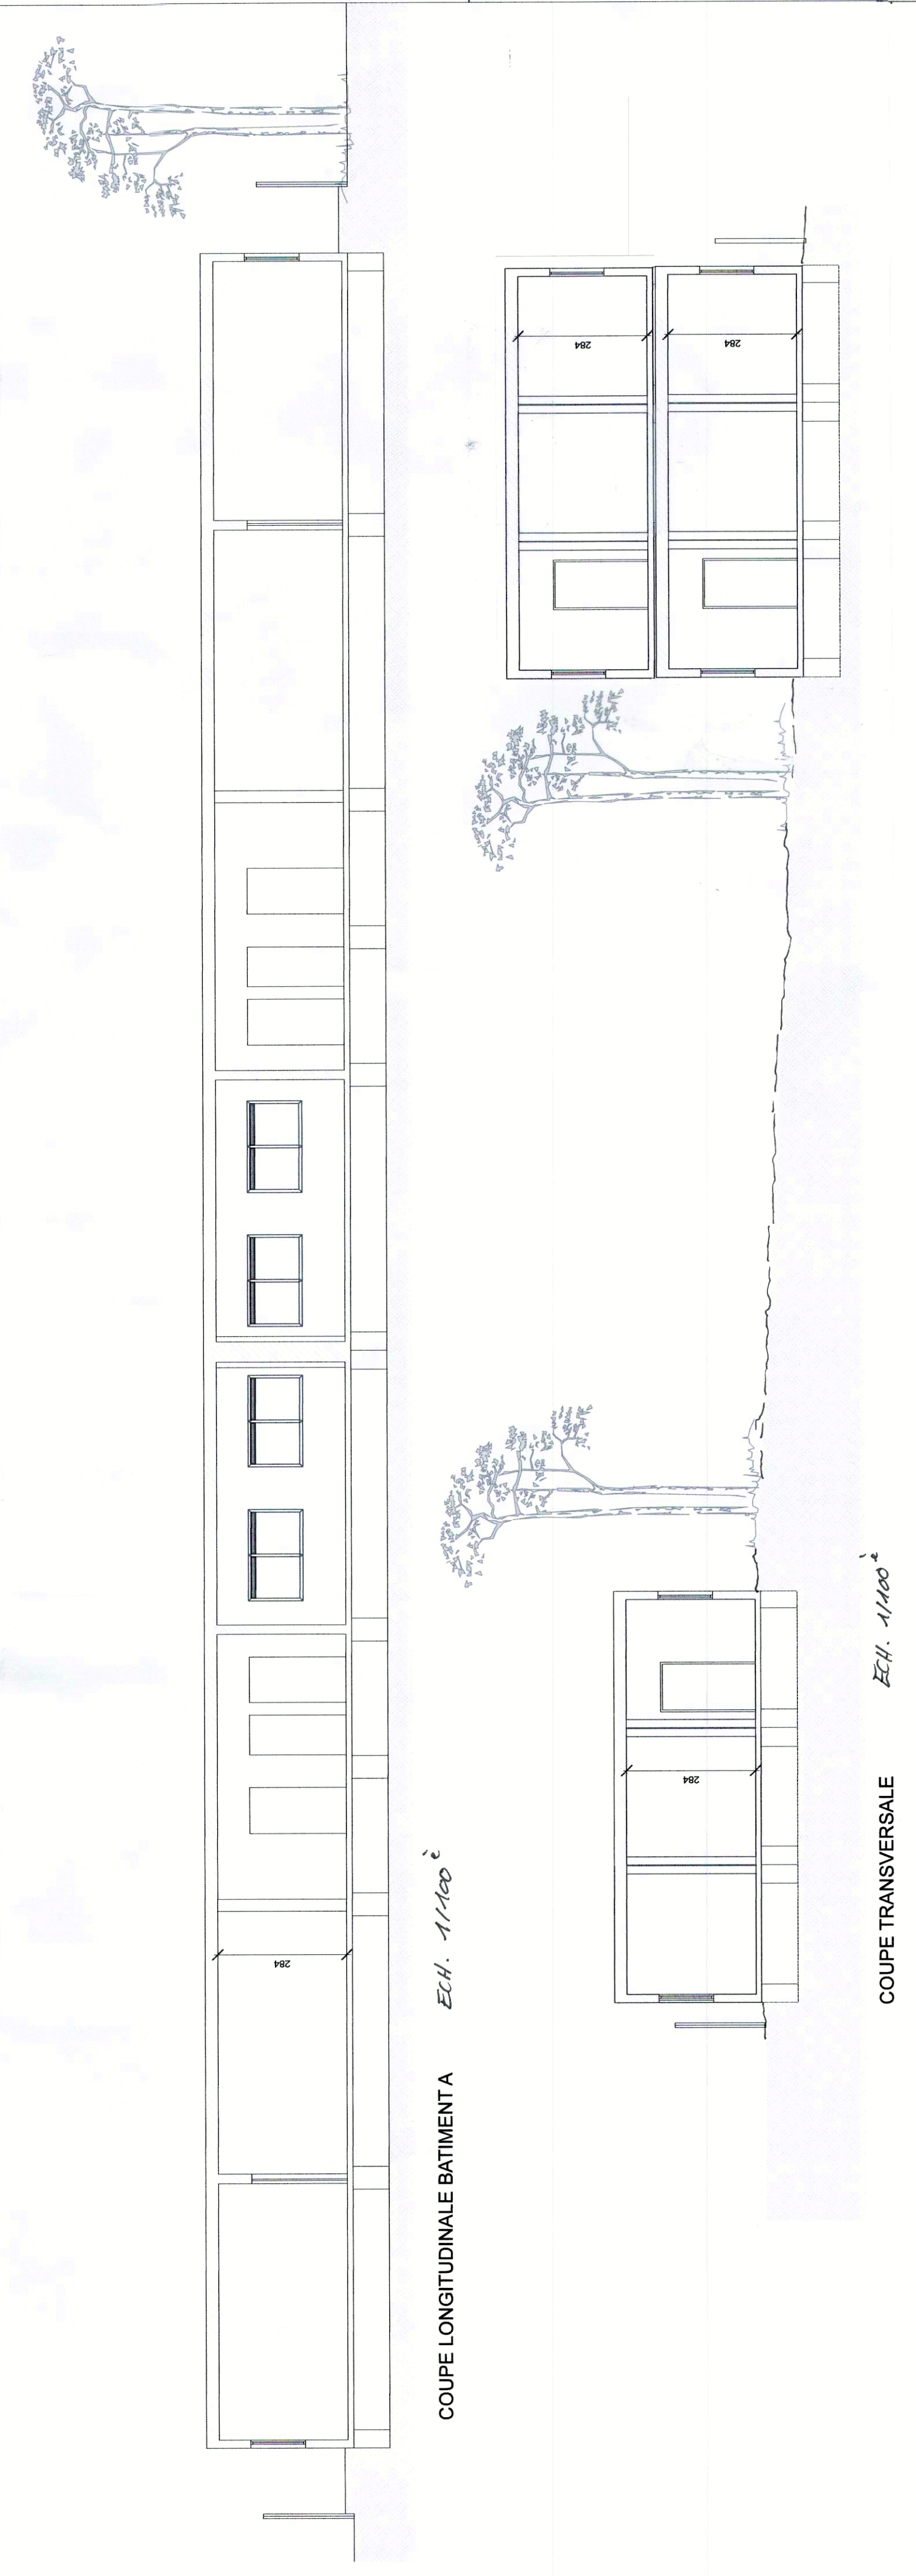 284
COUPE LONGITUDINALE BATIMENT A
ECH. 1/100è
284
284
284
COUPE TRANSVERSALE
ECH. 1/100è